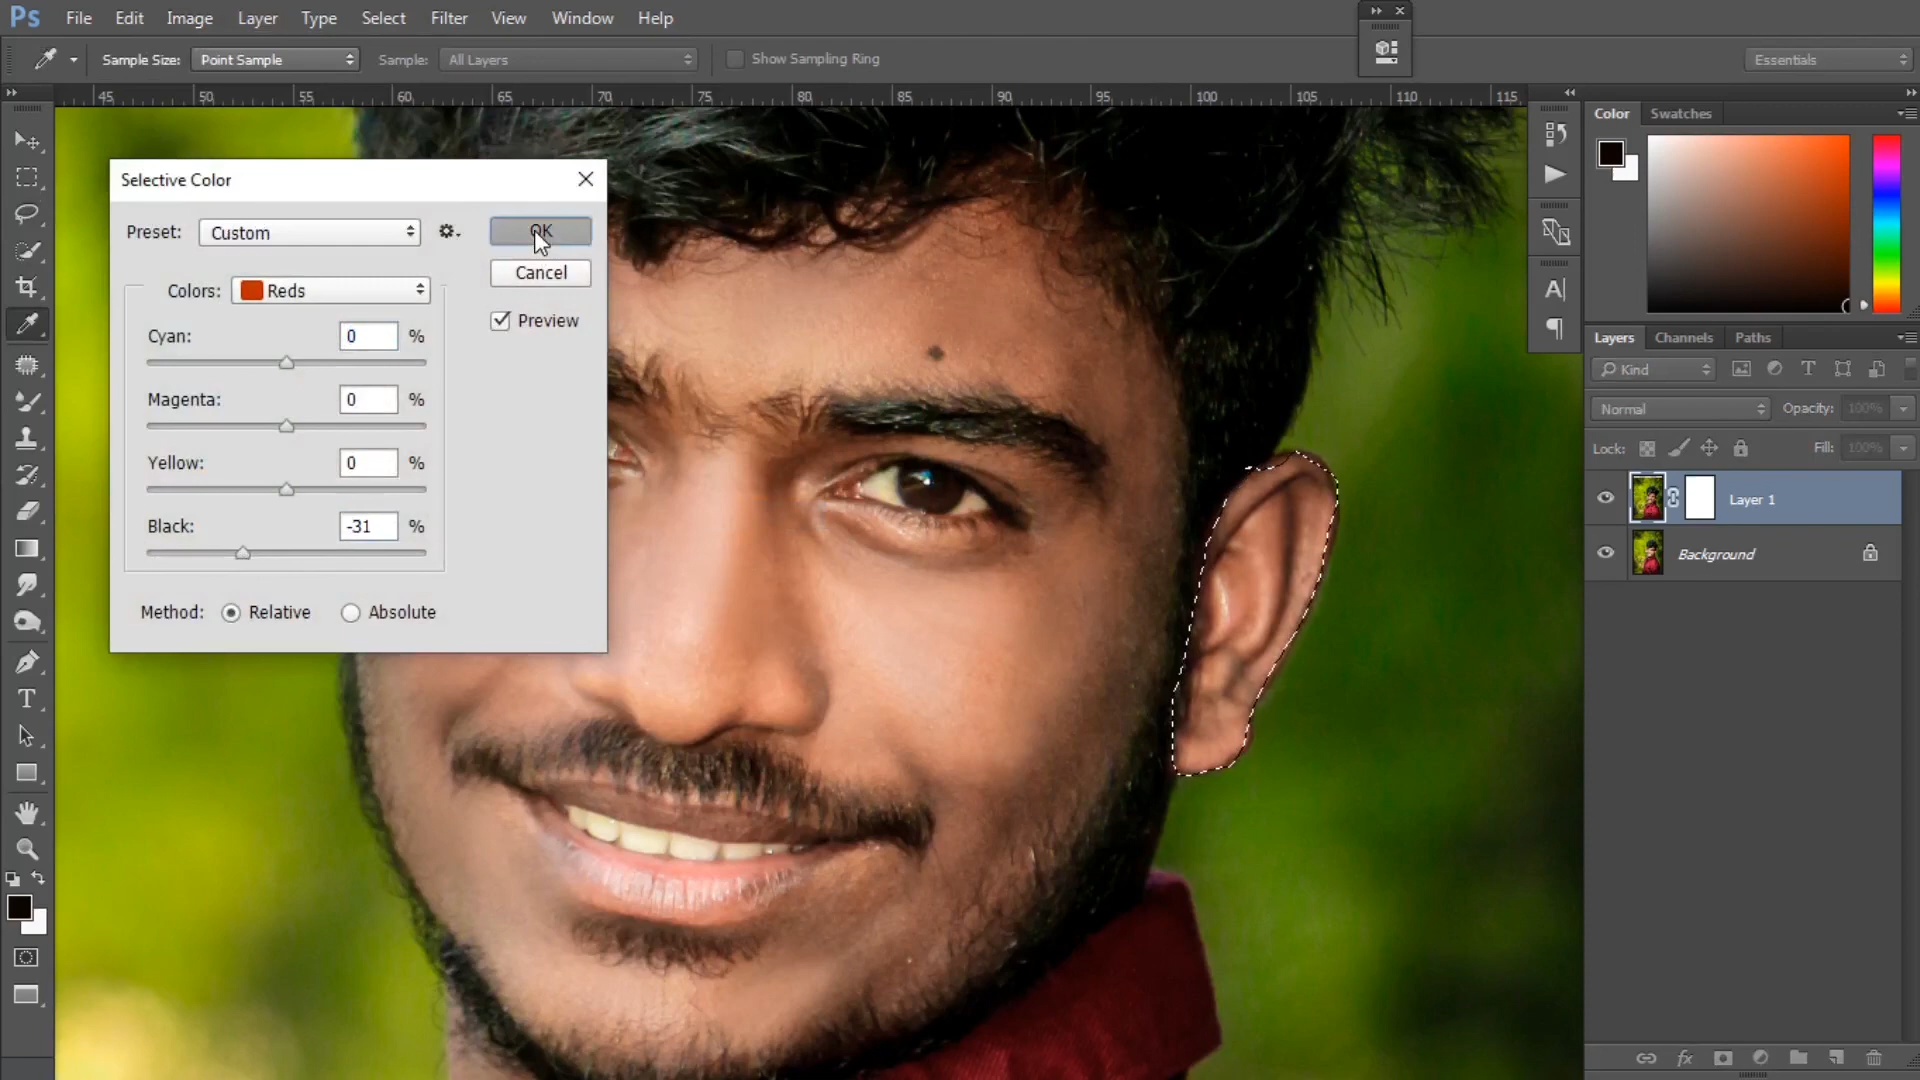 Ps File Edit Image Layer Type Select Filter View Window Help
Sample Size: Point Sample Sample: All Layers Show Sampling Ring Essentials
45 50 55 60 65 70 75 80 85 90 95 100 105 110 115
Color Swatches
Selective Color
Preset: Custom OK
Cancel
Colors: Reds
Preview
Cyan: 0 %
Magenta: 0 %
Yellow: 0 %
Black: -31 %
Method: Relative Absolute
Layers Channels Paths
Kind
Normal Opacity: 100%
Lock: Fill: 100%
Layer 1
Background